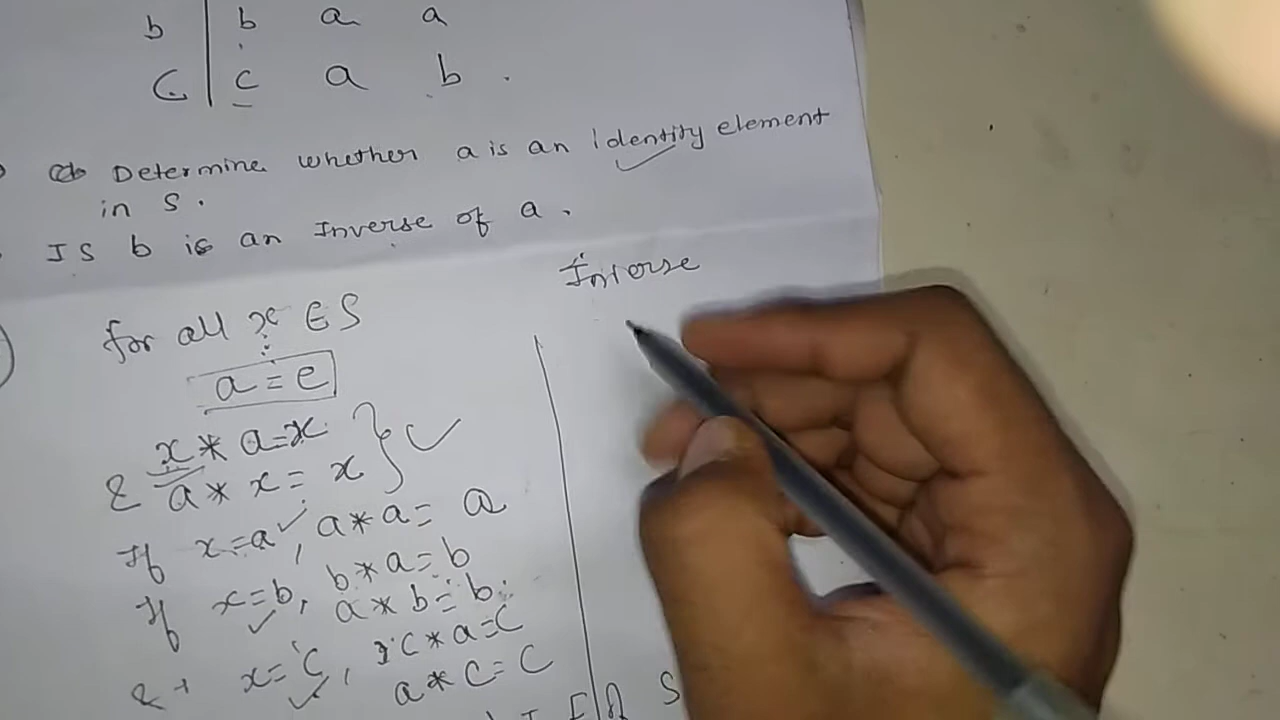 b | b a a
c | c a b .
Determine whether a is an Identity element
in S.
IS b is an Inverse of a.
Inverse
for all x ∈ S
a = e
x * a = x
& a * x = x
If x = a, a * a = a
If x = b, b * a = b
a * b = b
x = c, c * a = c
a * c = c